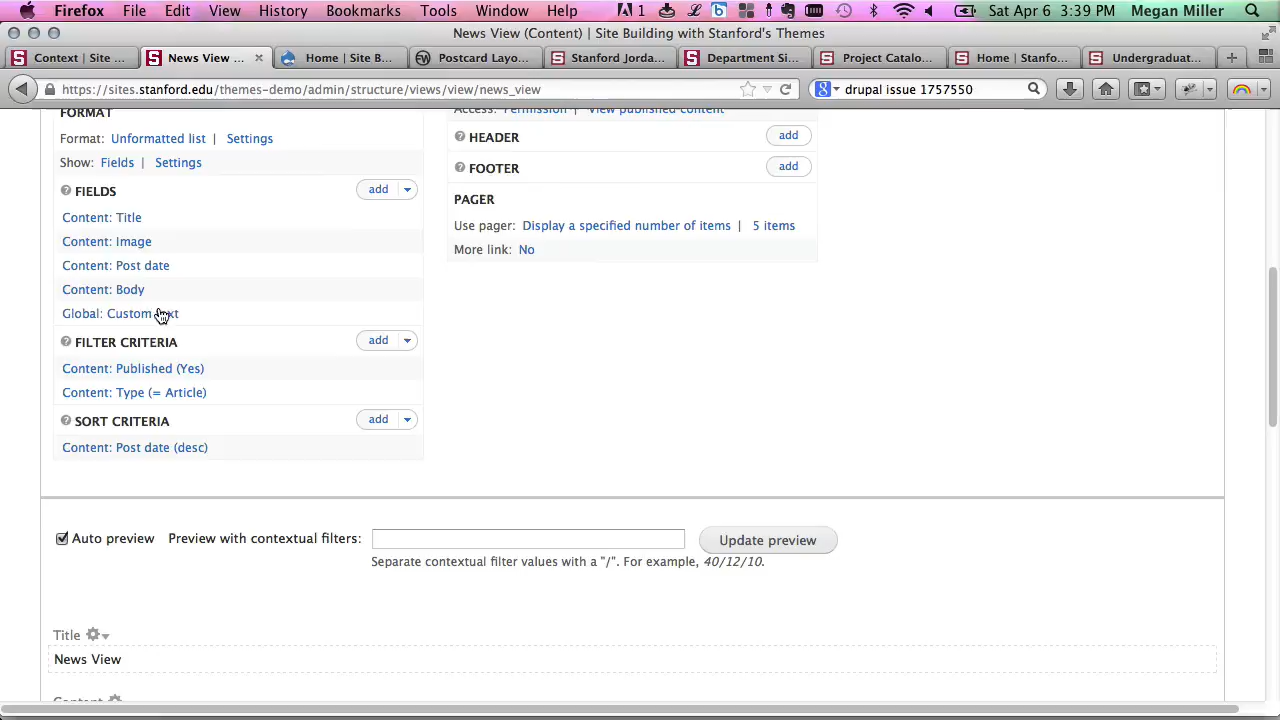 Firefox File Edit View History Bookmarks Tools Window Help 1 Sat Apr 6 3:39 PM Megan Miller
News View (Content) | Site Building with Stanford's Themes
Context | Site ... News View ... Home | Site B... Postcard Layo... Stanford Jorda... Department Si... Project Catalo... Home | Stanfo... Undergraduat...
https://sites.stanford.edu/themes-demo/admin/structure/views/view/news_view drupal issue 1757550
FORMAT
Access: Permission | View published content
Format: Unformatted list | Settings
HEADER add
Show: Fields | Settings
FOOTER add
FIELDS add
PAGER
Content: Title
Use pager: Display a specified number of items | 5 items
Content: Image
More link: No
Content: Post date
Content: Body
Global: Custom
FILTER CRITERIA add
Content: Published (Yes)
Content: Type (= Article)
SORT CRITERIA add
Content: Post date (desc)
Auto preview Preview with contextual filters: Update preview
Separate contextual filter values with a "/". For example, 40/12/10.
Title
News View
Content